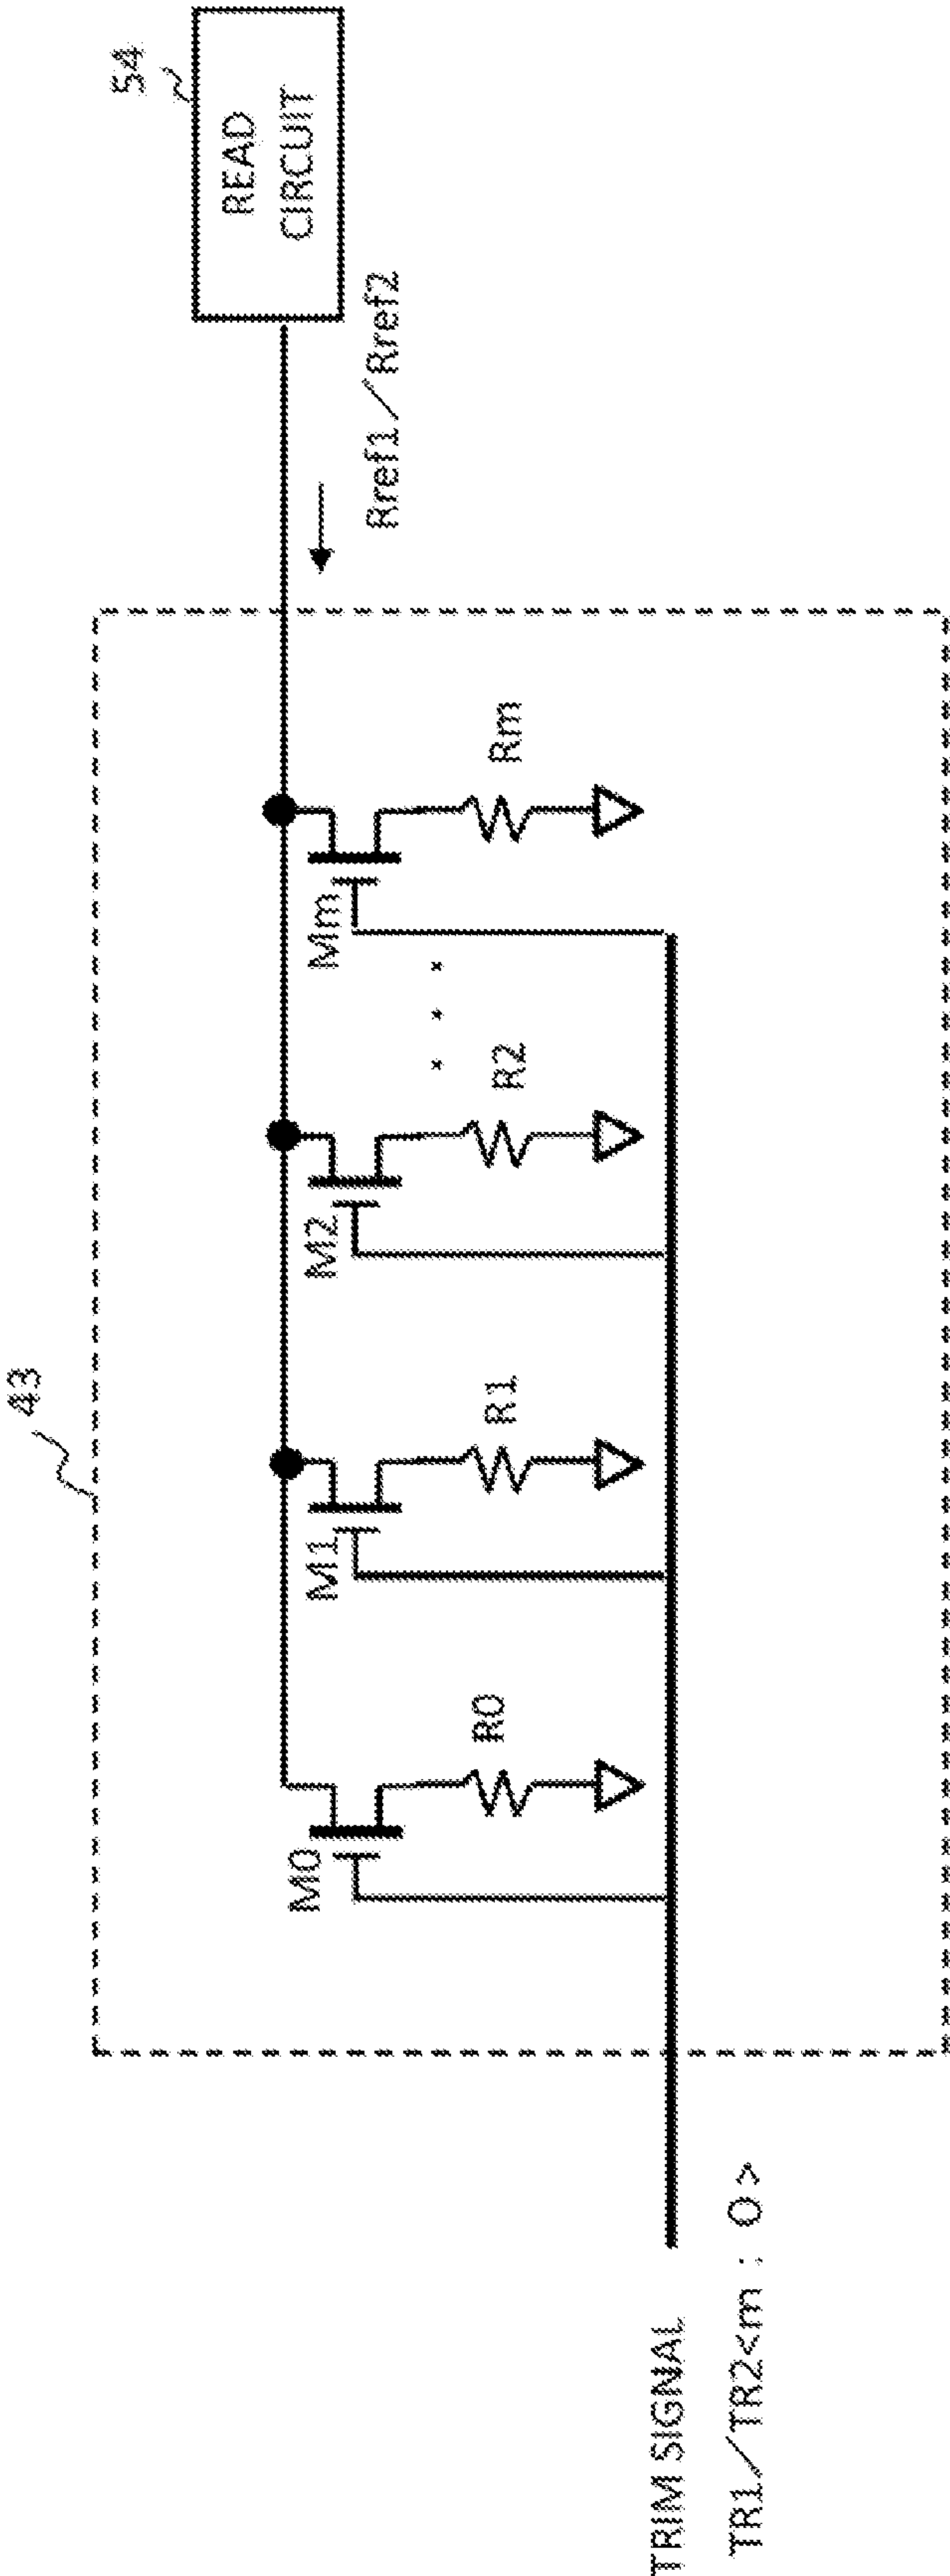 43
54
READ
CIRCUIT
Rref1/Rref2
M0
M1
M2
Mm
R0
R1
R2
. . .
Rm
TRIM SIGNAL
TR1/TR2<m : 0>